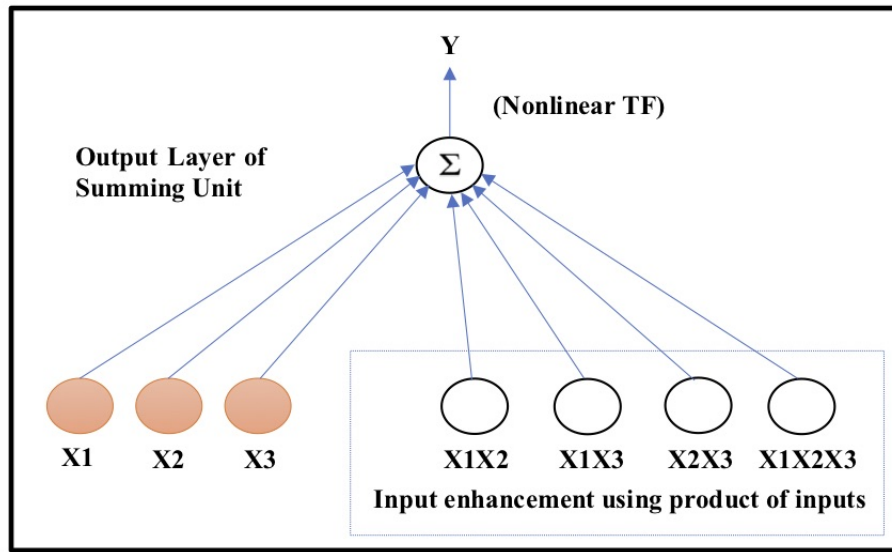 Y
(Nonlinear TF)
Output Layer of
Summing Unit
Σ
X1
X2
X3
X1X2
X1X3
X2X3
X1X2X3
Input enhancement using product of inputs